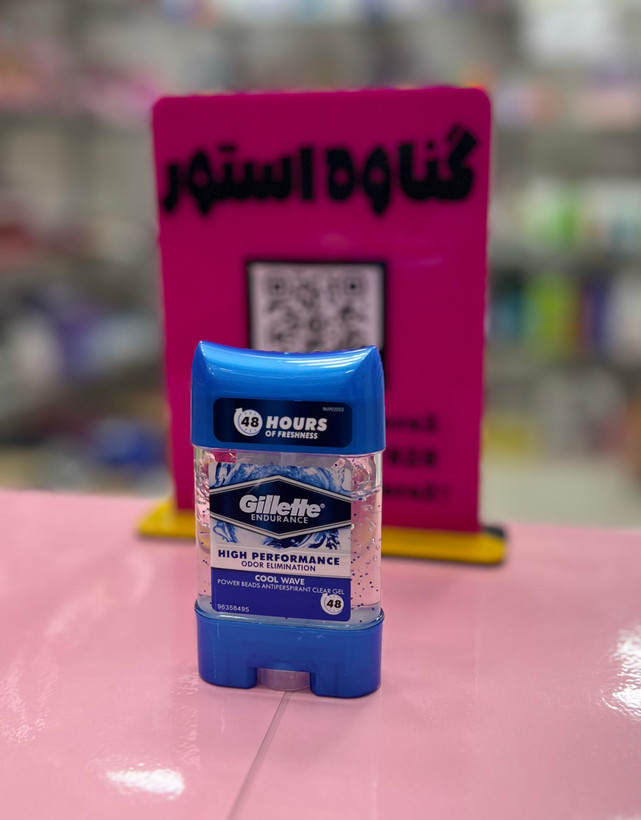 گناوه استور
48 HOURS
OF FRESHNESS
Gillette®
ENDURANCE
HIGH PERFORMANCE
ODOR ELIMINATION
COOL WAVE
POWER BEADS ANTIPERSPIRANT CLEAR GEL
96358495
48